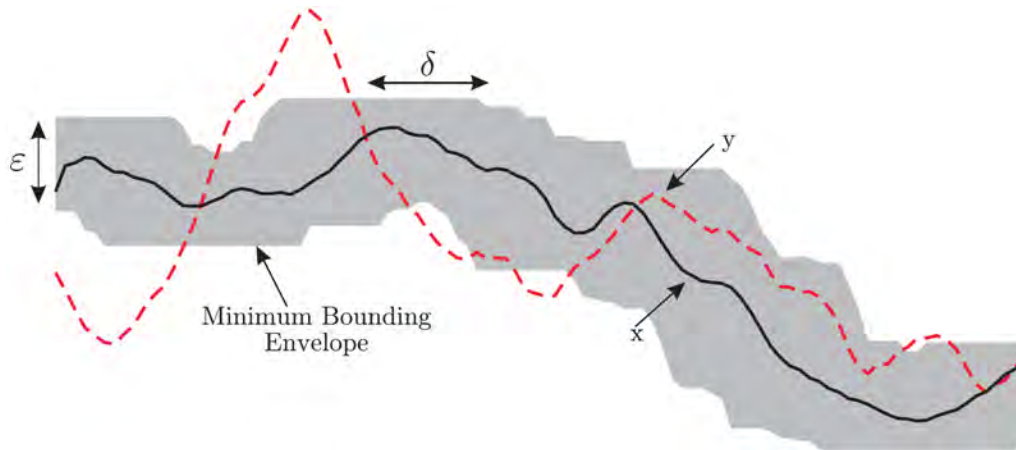 δ
ε
y
x
Minimum Bounding
Envelope